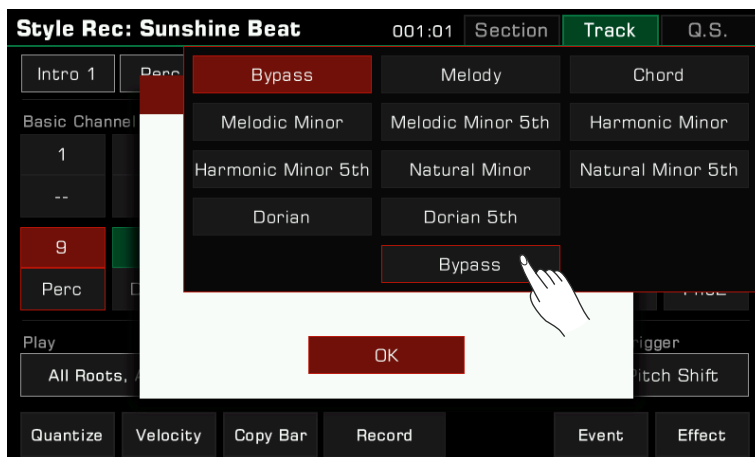 Style Rec: Sunshine Beat 001:01 Section Track Q.S.
Intro 1 Bypass Melody Chord
Basic Channel Melodic Minor Melodic Minor 5th Harmonic Minor
1 Harmonic Minor 5th Natural Minor Natural Minor 5th
--
Dorian Dorian 5th
9 Bypass
Perc
Play
All Roots, OK Pitch Shift
Quantize Velocity Copy Bar Record Event Effect